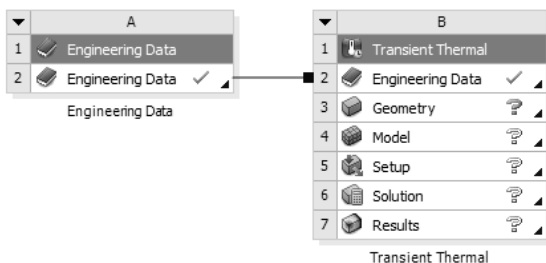 A
1 Engineering Data
2 Engineering Data
Engineering Data
B
1 Transient Thermal
2 Engineering Data
3 Geometry ?
4 Model ?
5 Setup ?
6 Solution ?
7 Results ?
Transient Thermal